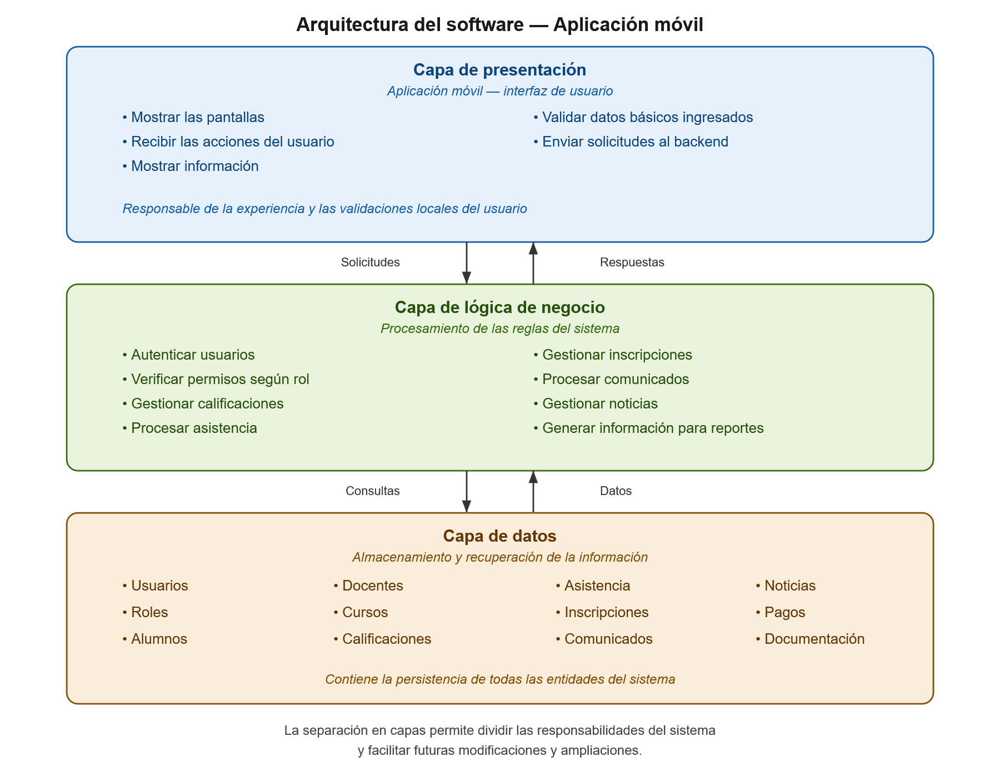 Arquitectura del software — Aplicación móvil
Capa de presentación
Aplicación móvil — interfaz de usuario
• Mostrar las pantallas
• Recibir las acciones del usuario
• Mostrar información
• Validar datos básicos ingresados
• Enviar solicitudes al backend
Responsable de la experiencia y las validaciones locales del usuario
Solicitudes
Respuestas
Capa de lógica de negocio
Procesamiento de las reglas del sistema
• Autenticar usuarios
• Verificar permisos según rol
• Gestionar calificaciones
• Procesar asistencia
• Gestionar inscripciones
• Procesar comunicados
• Gestionar noticias
• Generar información para reportes
Consultas
Datos
Capa de datos
Almacenamiento y recuperación de la información
• Usuarios
• Roles
• Alumnos
• Docentes
• Cursos
• Calificaciones
• Asistencia
• Inscripciones
• Comunicados
• Noticias
• Pagos
• Documentación
Contiene la persistencia de todas las entidades del sistema
La separación en capas permite dividir las responsabilidades del sistema
y facilitar futuras modificaciones y ampliaciones.